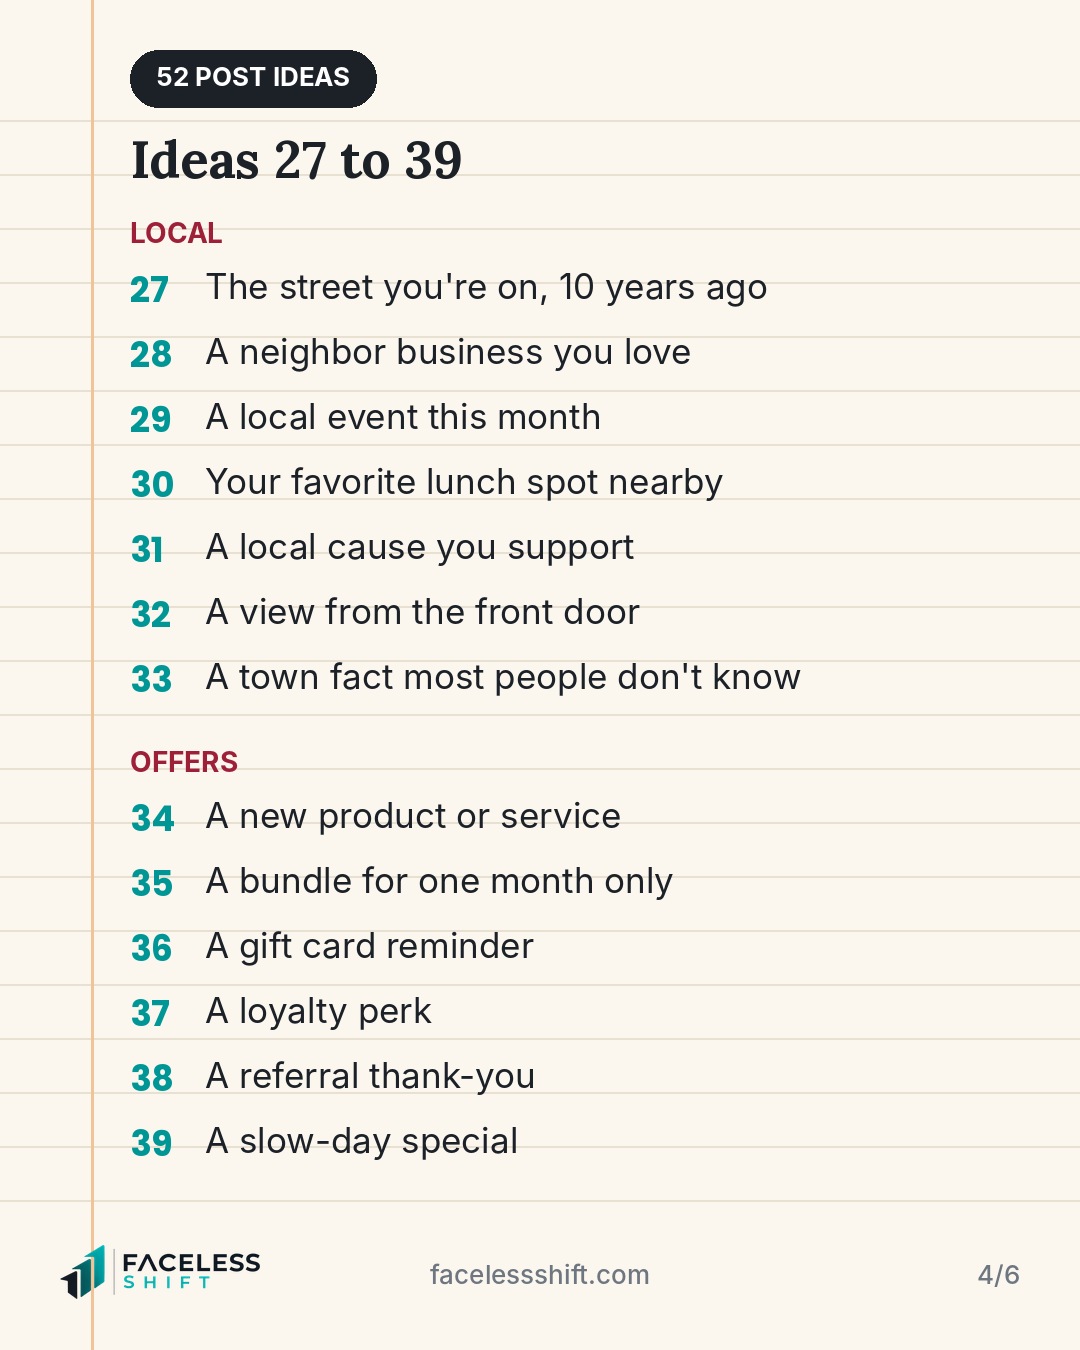 52 POST IDEAS
Ideas 27 to 39
LOCAL
27 The street you're on, 10 years ago
28 A neighbor business you love
29 A local event this month
30 Your favorite lunch spot nearby
31 A local cause you support
32 A view from the front door
33 A town fact most people don't know
OFFERS
34 A new product or service
35 A bundle for one month only
36 A gift card reminder
37 A loyalty perk
38 A referral thank-you
39 A slow-day special
FACELESS
SHIFT
facelessshift.com
4/6